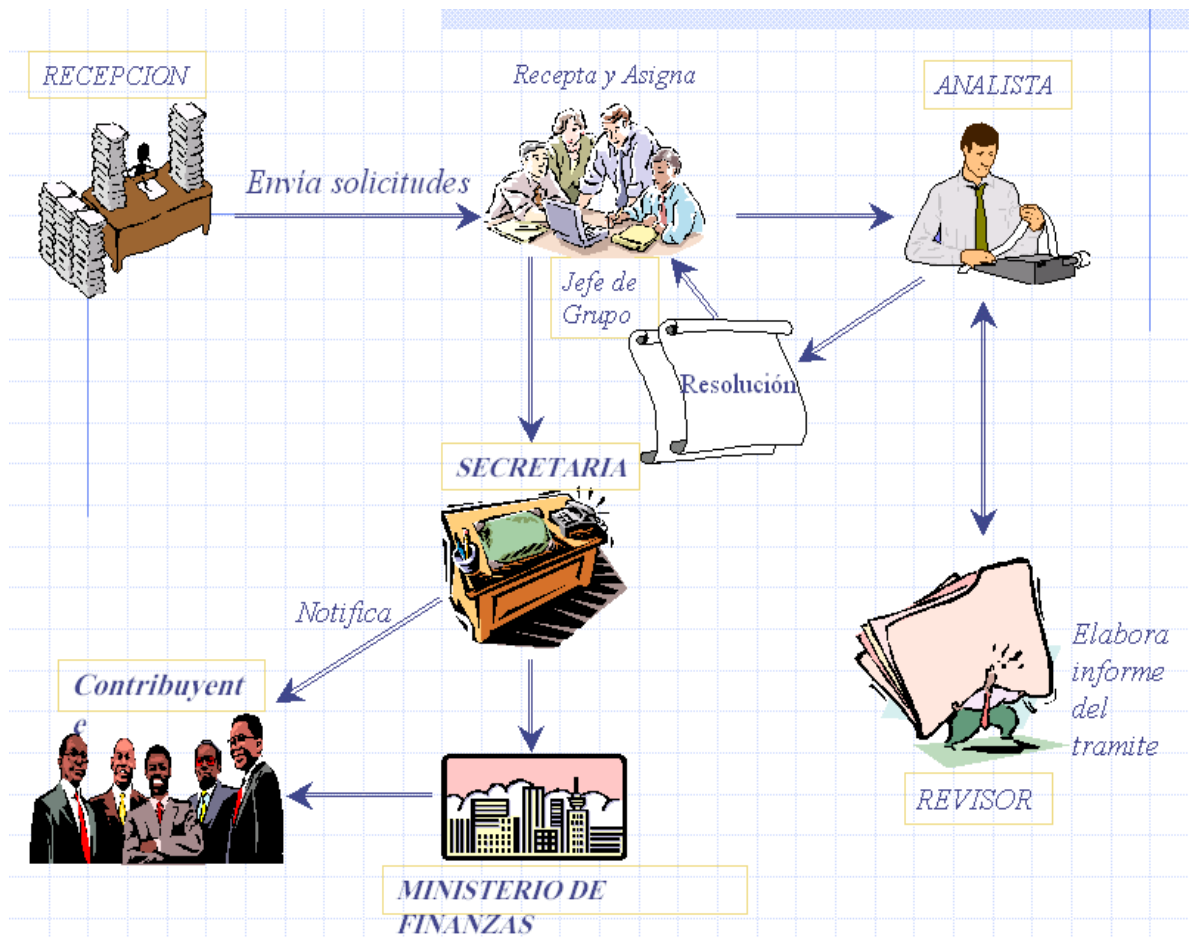 RECEPCION
Recepta y Asigna
ANALISTA
Envía solicitudes
Jefe de
Grupo
Resolución
SECRETARIA
Notifica
Contribuyent
e
Elabora
informe
del
tramite
REVISOR
MINISTERIO DE
FINANZAS